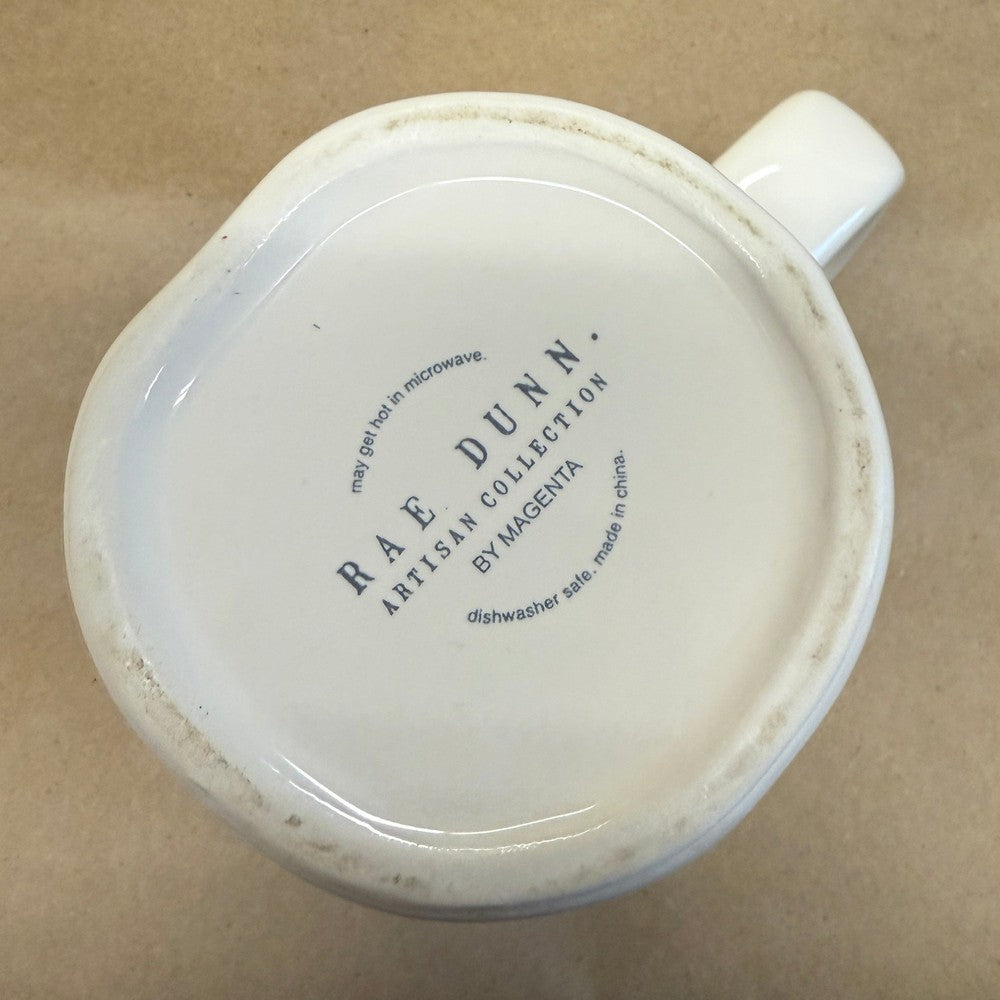 may get hot in microwave.
RAE DUNN.
ARTISAN COLLECTION
BY MAGENTA
dishwasher safe. made in china.